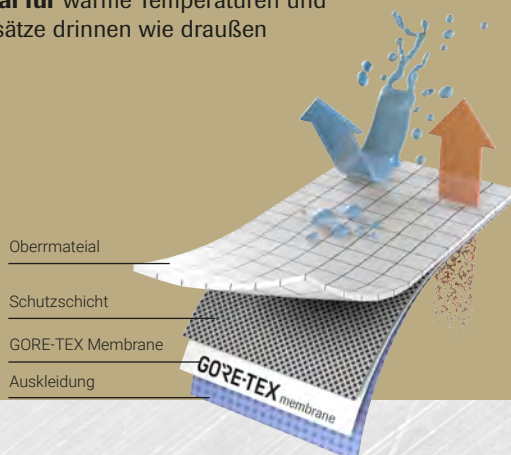 al für warme Temperaturen und
sätze drinnen wie draußen
Oberrmateial
Schutzschicht
GORE-TEX Membrane
Auskleidung
GORE-TEX membrane